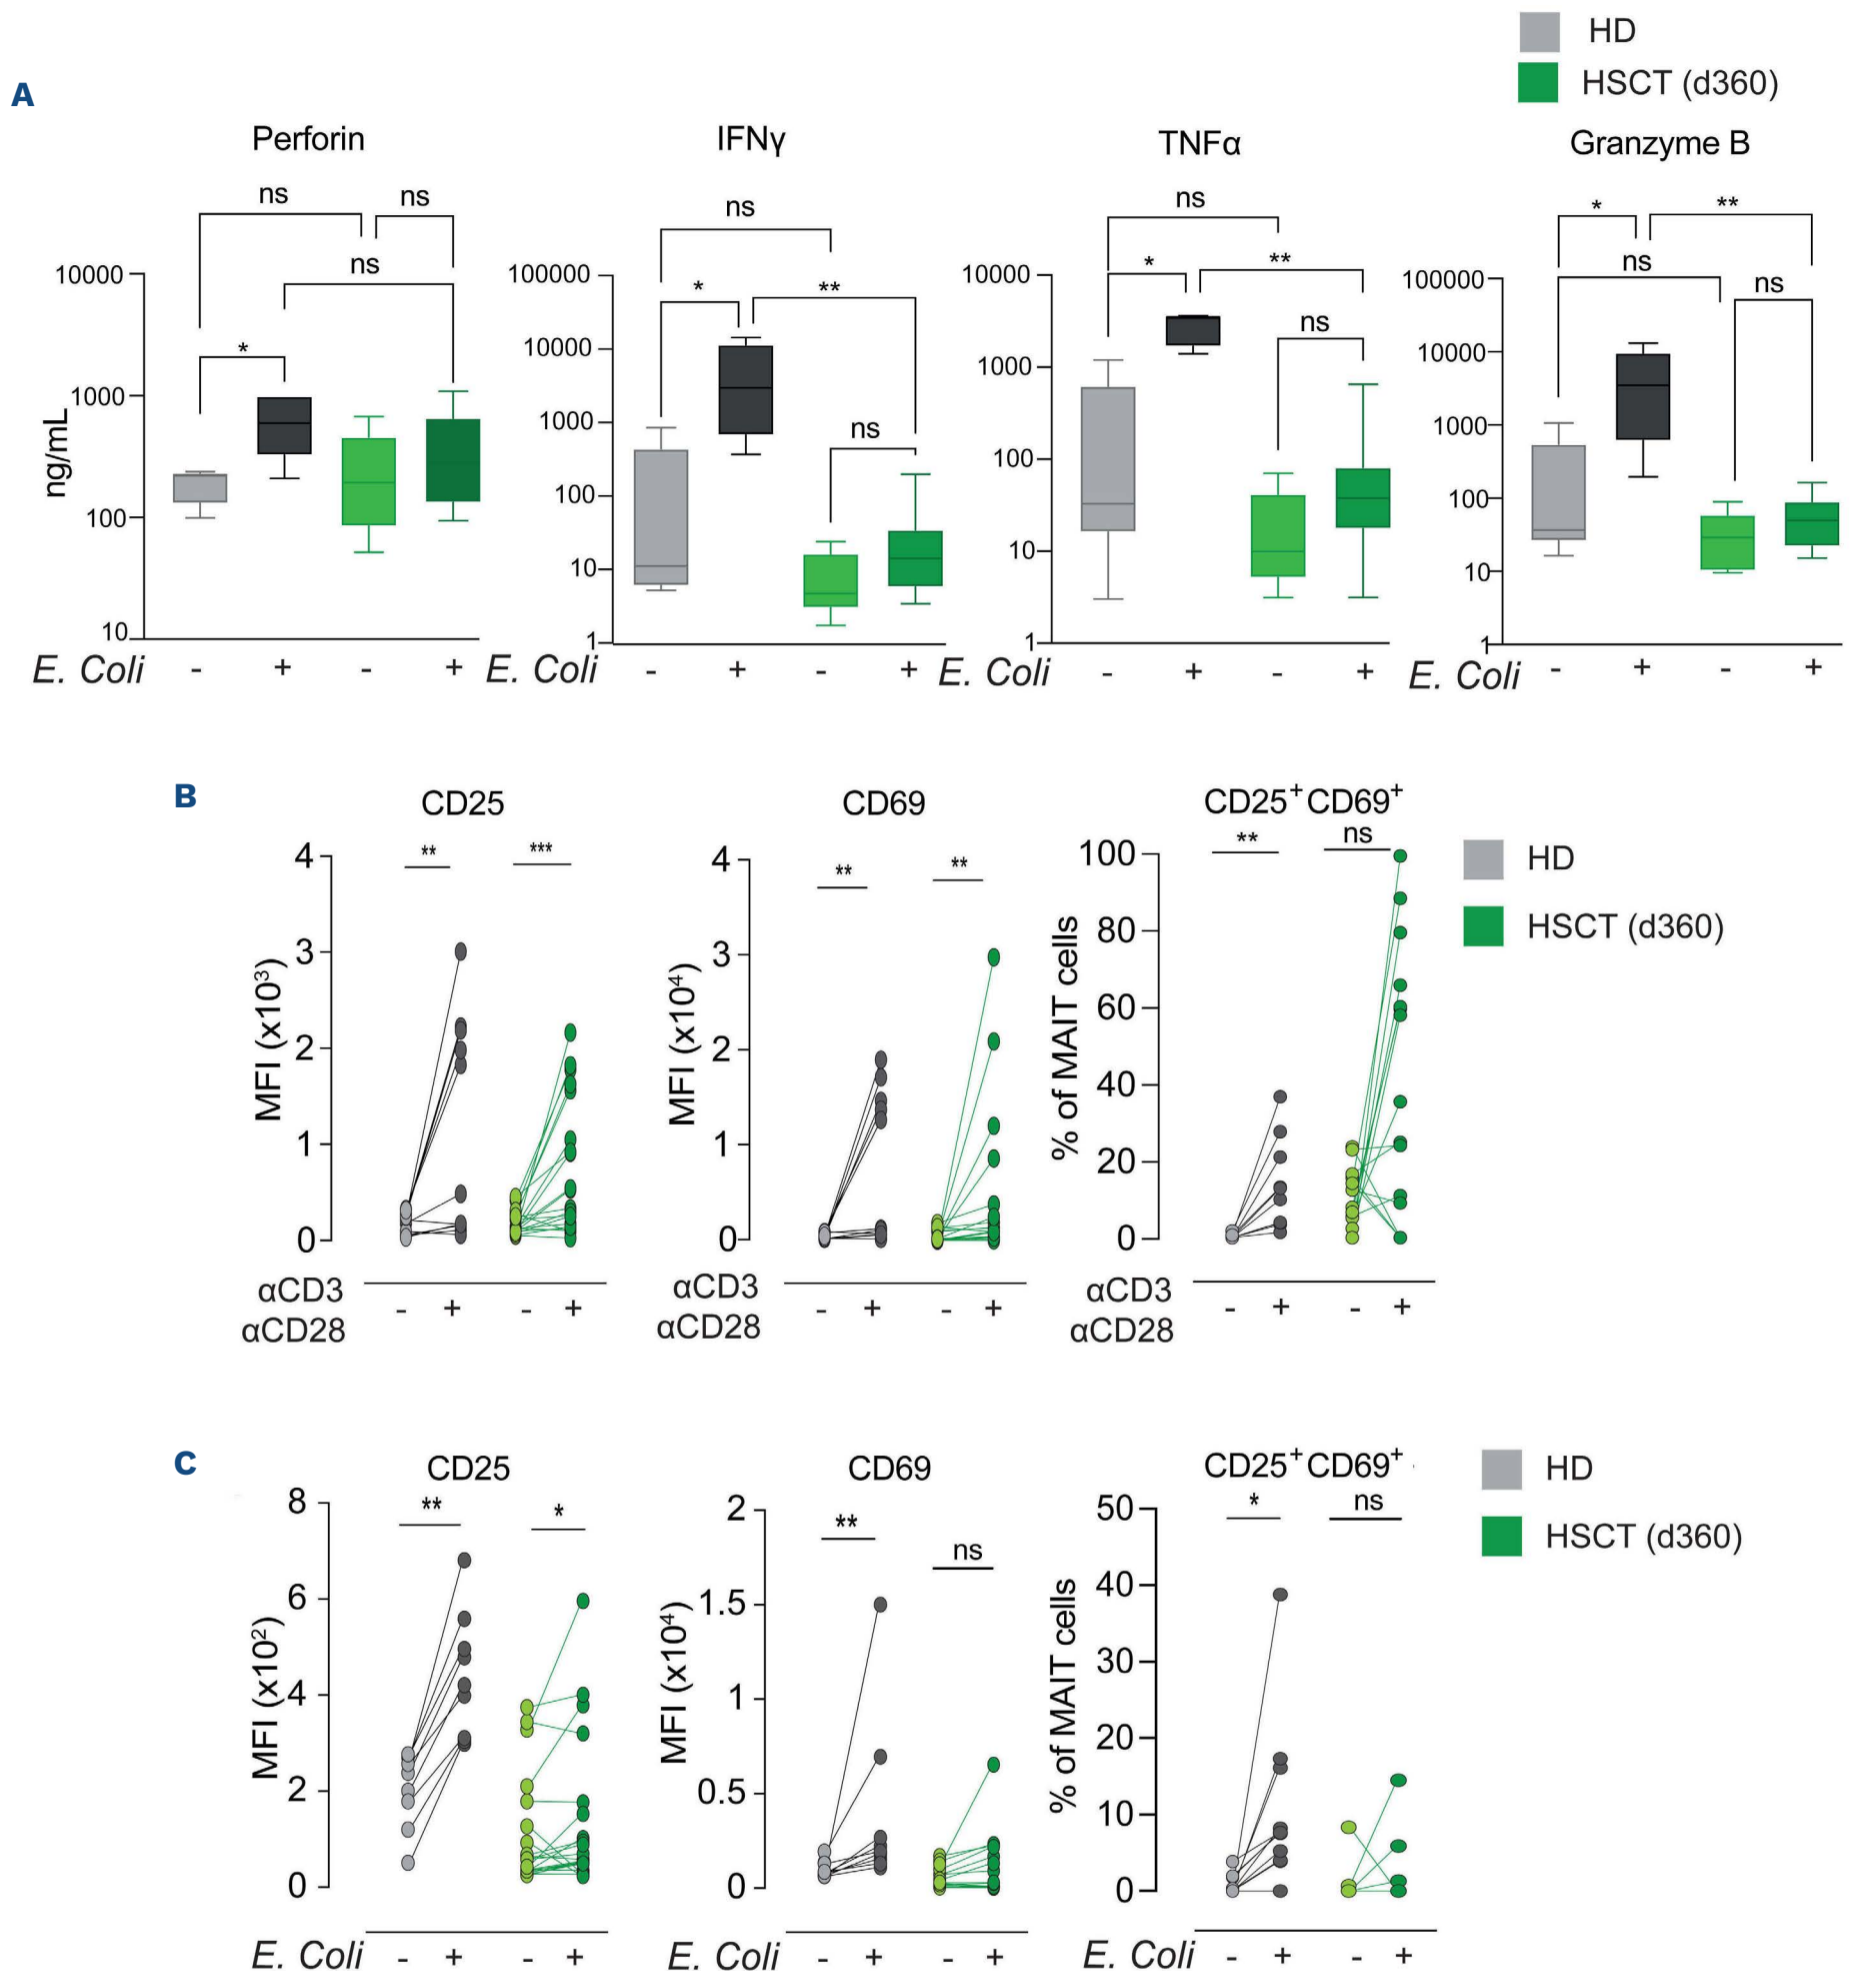 HD
HSCT (d360)
A
Perforin
IFNγ
TNFα
Granzyme B
ns
ns
ns
*
ng/mL
10000
1000
100
10
E. Coli - + - +
ns
*
**
ns
100000
10000
1000
100
10
1
E. Coli - + - +
ns
*
**
ns
10000
1000
100
10
1
E. Coli - + - +
*
**
ns
ns
100000
10000
1000
100
10
1
E. Coli - + - +
B
CD25
CD69
CD25+CD69+
HD
HSCT (d360)
**
***
MFI (x10³)
4
3
2
1
0
αCD3
αCD28
- + - +
**
**
MFI (x10⁴)
4
3
2
1
0
αCD3
αCD28
- + - +
**
ns
% of MAIT cells
100
80
60
40
20
0
αCD3
αCD28
- + - +
C
CD25
CD69
CD25+CD69+
HD
HSCT (d360)
**
*
MFI (x10²)
8
6
4
2
0
E. Coli - + - +
**
ns
MFI (x10⁴)
2
1.5
1
0.5
0
E. Coli - + - +
*
ns
% of MAIT cells
50
40
30
20
10
0
E. Coli - + - +